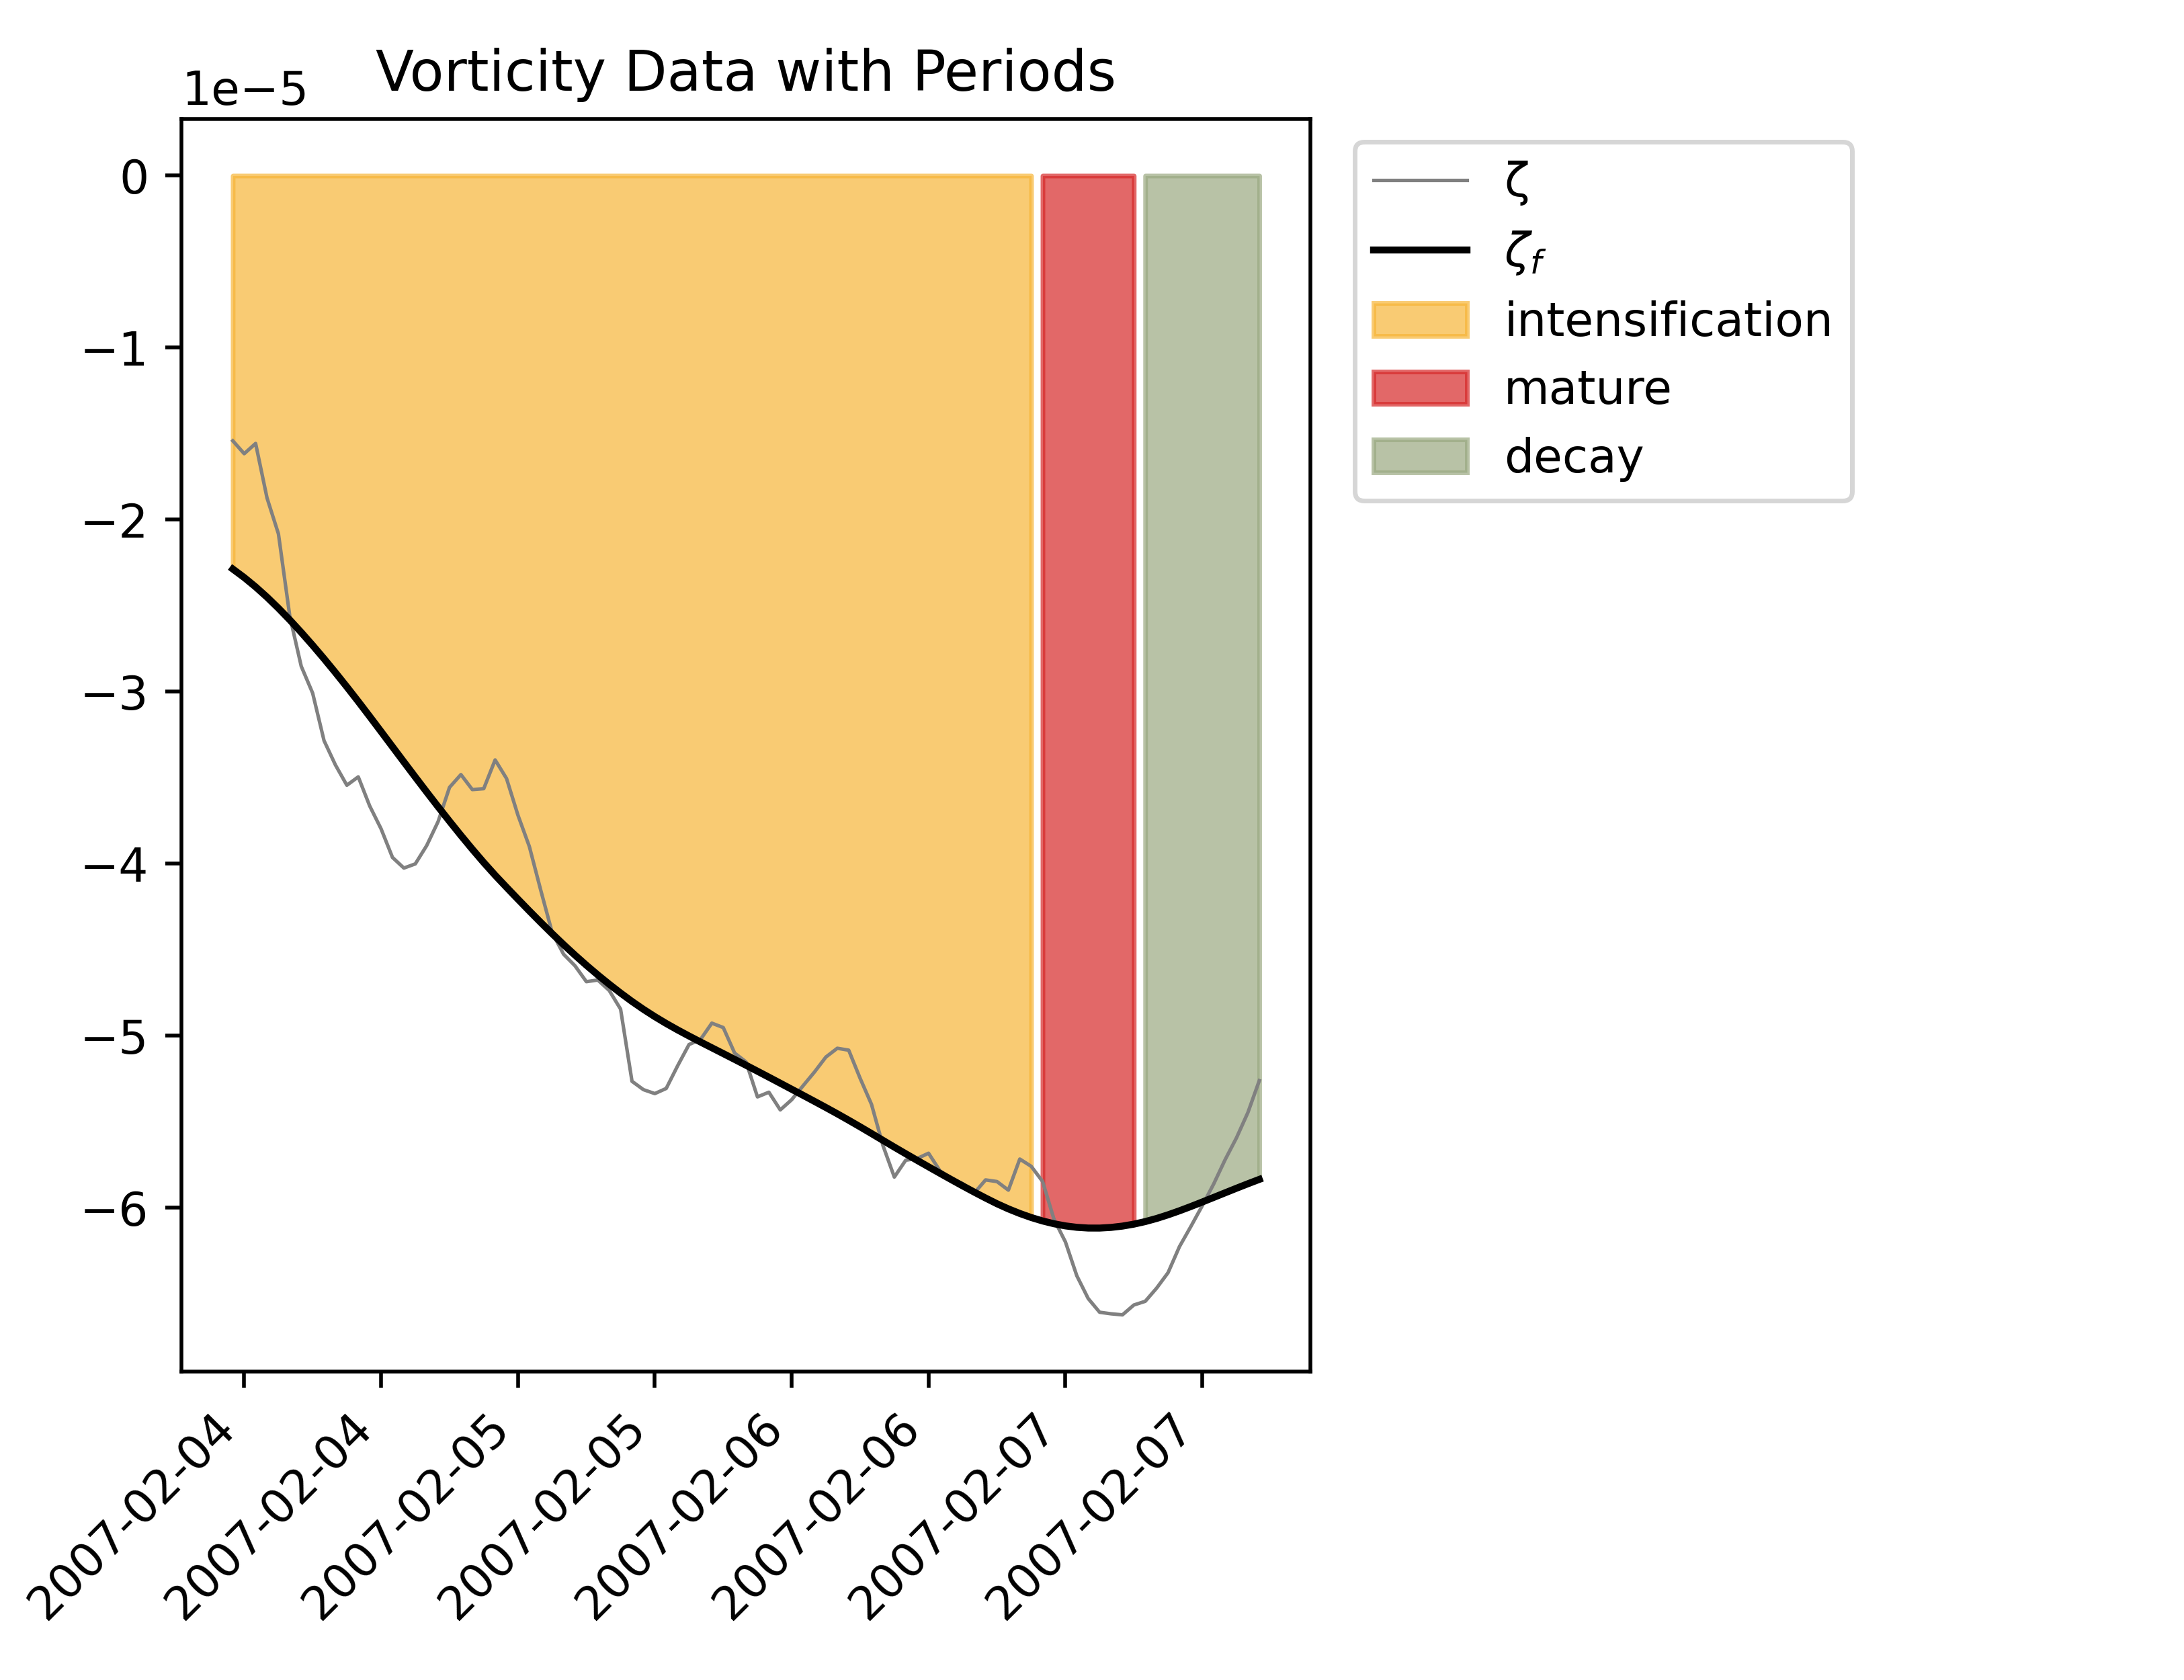 Vorticity Data with Periods
1e−5
0
−1
−2
−3
−4
−5
−6
2007-02-04
2007-02-04
2007-02-05
2007-02-05
2007-02-06
2007-02-06
2007-02-07
2007-02-07
ζ
ζf
intensification
mature
decay